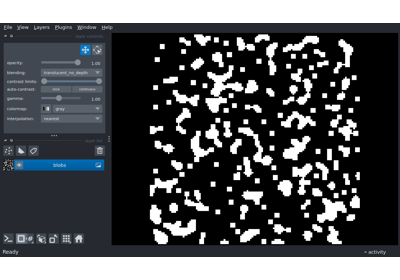 File View Layers Plugins Window Help
opacity: 1.00
blending: translucent_no_depth
contrast limits:
auto-contrast: once continuous
gamma: 1.00
colormap: gray
interpolation: nearest
blobs
Ready
activity